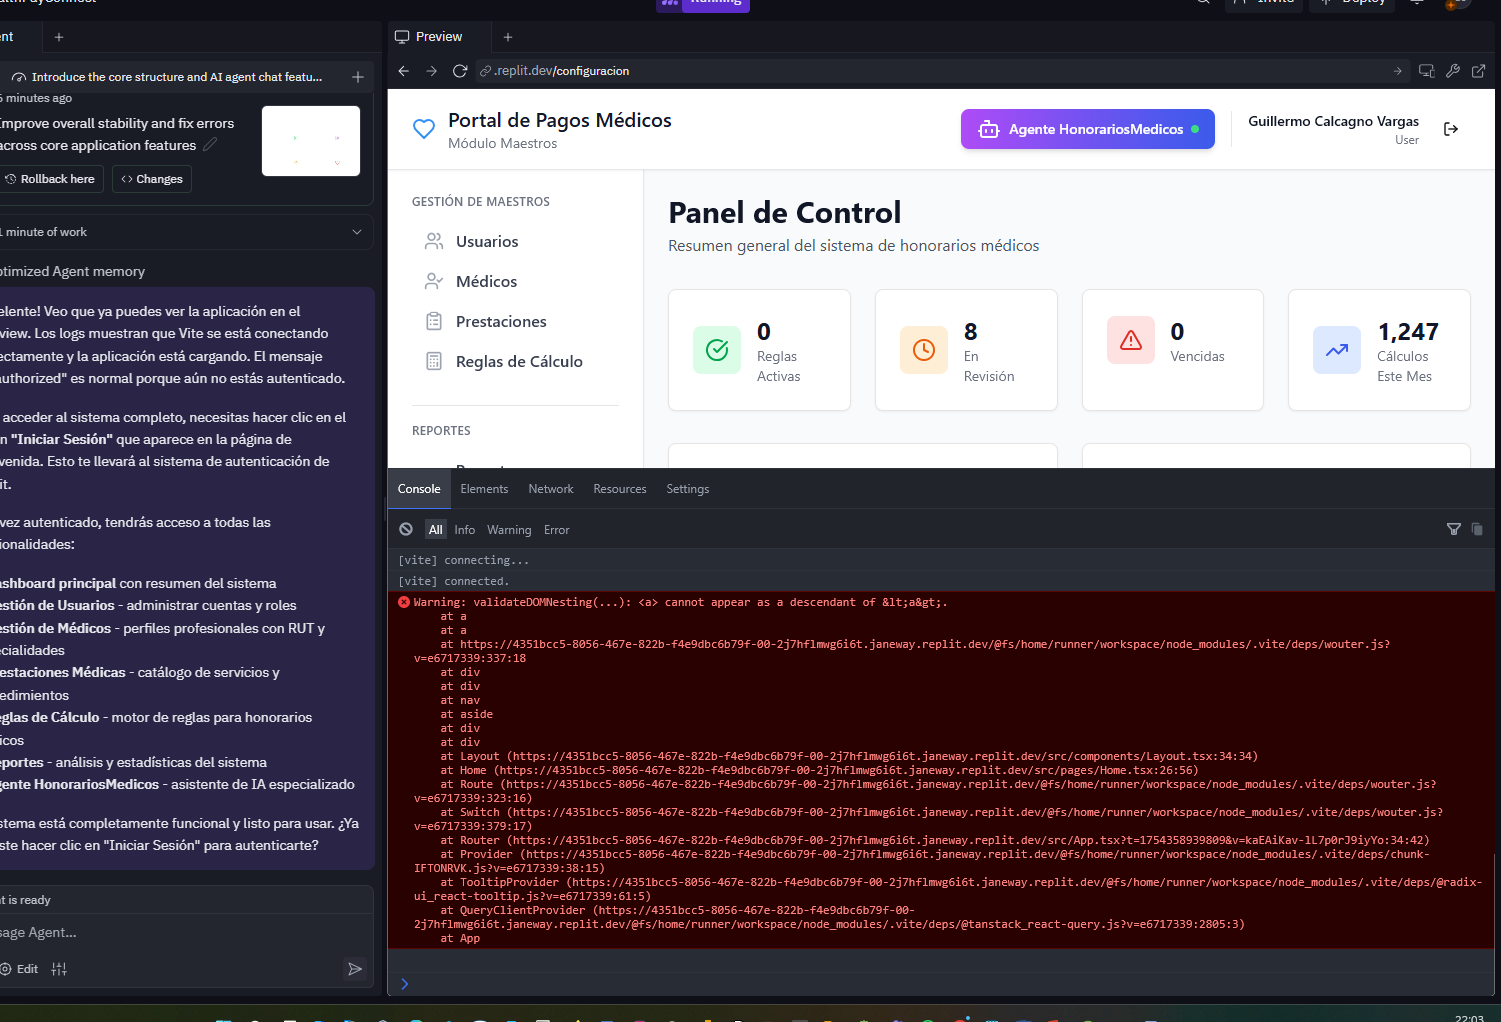 Running
Invite
Deploy
ent
Preview
Introduce the core structure and AI agent chat featu...
.replit.dev/configuracion
minutes ago
Improve overall stability and fix errors
across core application features
Rollback here
Changes
Portal de Pagos Médicos
Módulo Maestros
Agente HonorariosMedicos
Guillermo Calcagno Vargas
User
GESTIÓN DE MAESTROS
Usuarios
Médicos
Prestaciones
Reglas de Cálculo
REPORTES
Panel de Control
Resumen general del sistema de honorarios médicos
0
Reglas
Activas
8
En
Revisión
0
Vencidas
1,247
Cálculos
Este Mes
1 minute of work
ptimized Agent memory
elente! Veo que ya puedes ver la aplicación en el
view. Los logs muestran que Vite se está conectando
ectamente y la aplicación está cargando. El mensaje
authorized" es normal porque aún no estás autenticado.
acceder al sistema completo, necesitas hacer clic en el
n "Iniciar Sesión" que aparece en la página de
venida. Esto te llevará al sistema de autenticación de
it.
vez autenticado, tendrás acceso a todas las
ionalidades:
ashboard principal con resumen del sistema
estión de Usuarios - administrar cuentas y roles
estión de Médicos - perfiles profesionales con RUT y
ecialidades
estaciones Médicas - catálogo de servicios y
edimientos
eglas de Cálculo - motor de reglas para honorarios
icos
eportes - análisis y estadísticas del sistema
gente HonorariosMedicos - asistente de IA especializado
stema está completamente funcional y listo para usar. ¿Ya
ste hacer clic en "Iniciar Sesión" para autenticarte?
t is ready
sage Agent...
Edit
Console
Elements
Network
Resources
Settings
All
Info
Warning
Error
[vite] connecting...
[vite] connected.
Warning: validateDOMNesting(...): <a> cannot appear as a descendant of &lt;a&gt;.
at a
at a
at https://4351bcc5-8056-467e-822b-f4e9dbc6b79f-00-2j7hflmwg6i6t.janeway.replit.dev/@fs/home/runner/workspace/node_modules/.vite/deps/wouter.js?
v=e6717339:337:18
at div
at div
at nav
at aside
at div
at div
at Layout (https://4351bcc5-8056-467e-822b-f4e9dbc6b79f-00-2j7hflmwg6i6t.janeway.replit.dev/src/components/Layout.tsx:34:34)
at Home (https://4351bcc5-8056-467e-822b-f4e9dbc6b79f-00-2j7hflmwg6i6t.janeway.replit.dev/src/pages/Home.tsx:26:56)
at Route (https://4351bcc5-8056-467e-822b-f4e9dbc6b79f-00-2j7hflmwg6i6t.janeway.replit.dev/@fs/home/runner/workspace/node_modules/.vite/deps/wouter.js?
v=e6717339:323:16)
at Switch (https://4351bcc5-8056-467e-822b-f4e9dbc6b79f-00-2j7hflmwg6i6t.janeway.replit.dev/@fs/home/runner/workspace/node_modules/.vite/deps/wouter.js?
v=e6717339:379:17)
at Router (https://4351bcc5-8056-467e-822b-f4e9dbc6b79f-00-2j7hflmwg6i6t.janeway.replit.dev/src/App.tsx?t=1754358939809&v=kaEAiKav-lL7p0rJ9iyYo:34:42)
at Provider (https://4351bcc5-8056-467e-822b-f4e9dbc6b79f-00-2j7hflmwg6i6t.janeway.replit.dev/@fs/home/runner/workspace/node_modules/.vite/deps/chunk-
IFTONRVK.js?v=e6717339:38:15)
at TooltipProvider (https://4351bcc5-8056-467e-822b-f4e9dbc6b79f-00-2j7hflmwg6i6t.janeway.replit.dev/@fs/home/runner/workspace/node_modules/.vite/deps/@radix-
ui_react-tooltip.js?v=e6717339:61:5)
at QueryClientProvider (https://4351bcc5-8056-467e-822b-f4e9dbc6b79f-00-
2j7hflmwg6i6t.janeway.replit.dev/@fs/home/runner/workspace/node_modules/.vite/deps/@tanstack_react-query.js?v=e6717339:2805:3)
at App
22:03